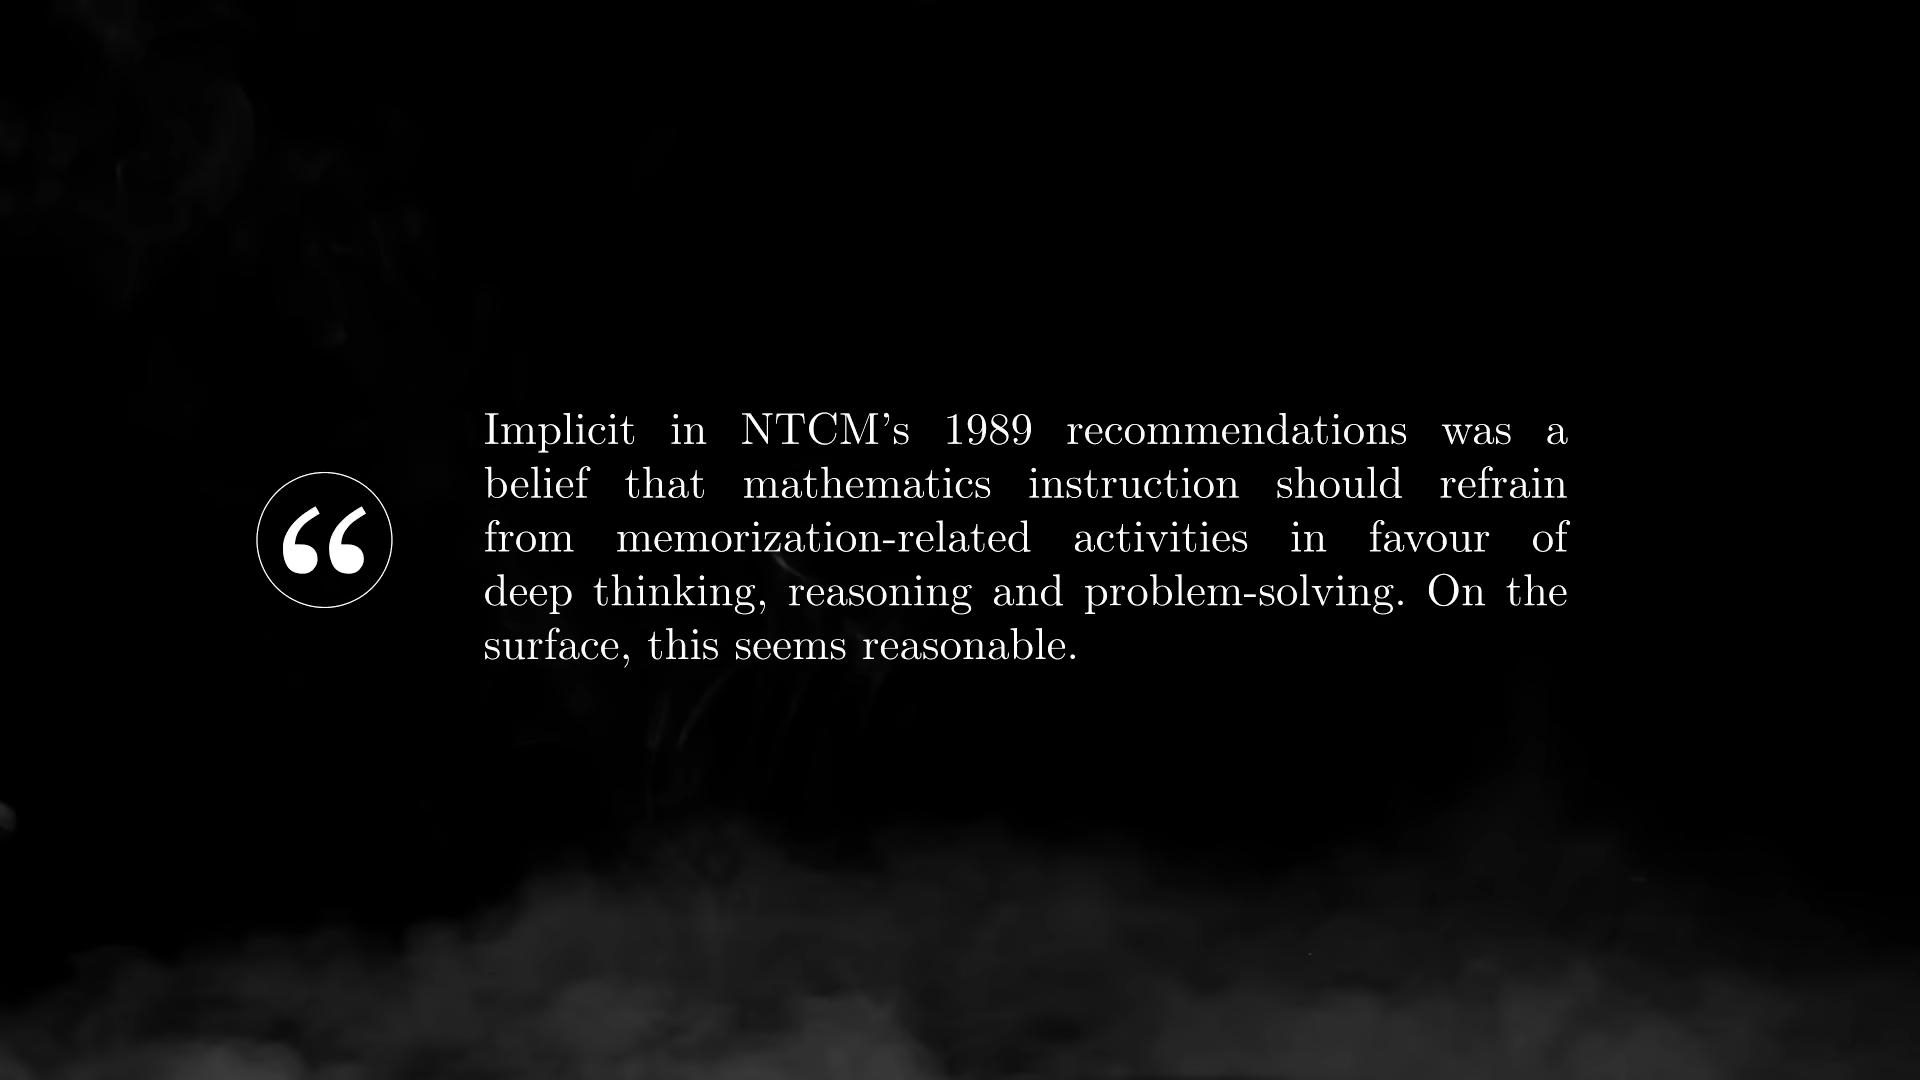 “
Implicit in NTCM’s 1989 recommendations was a
belief that mathematics instruction should refrain
from memorization-related activities in favour of
deep thinking, reasoning and problem-solving. On the
surface, this seems reasonable.